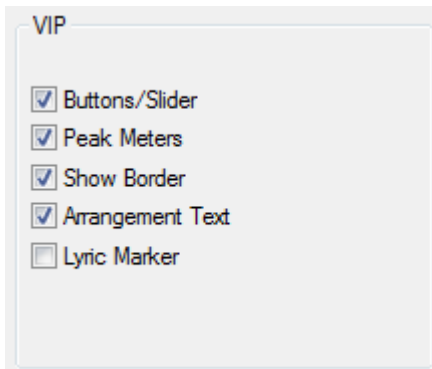 VIP
Buttons/Slider
Peak Meters
Show Border
Arrangement Text
Lyric Marker